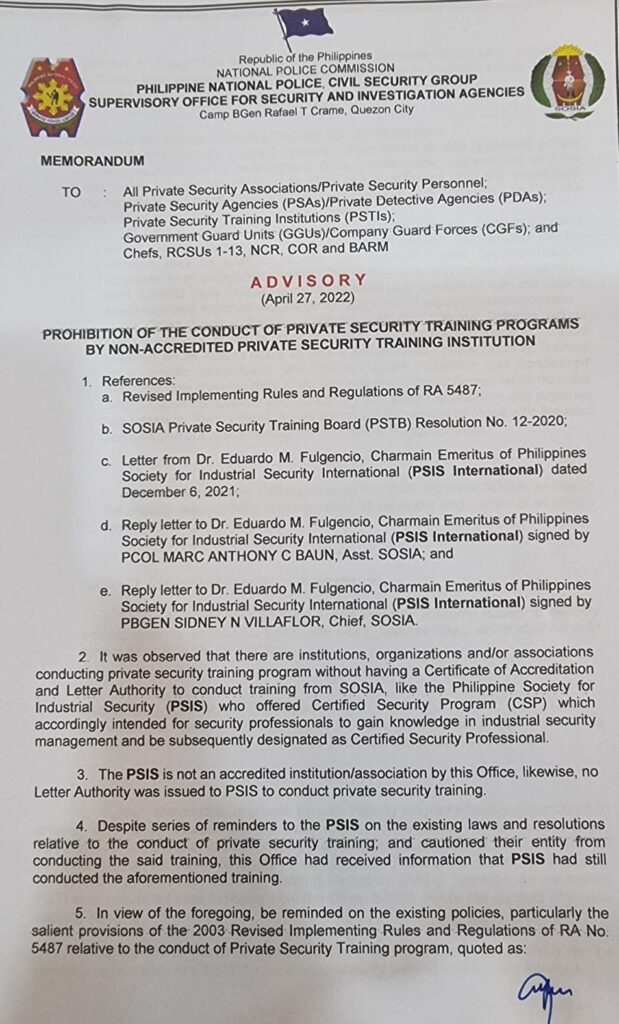 Republic of the Philippines
NATIONAL POLICE COMMISSION
PHILIPPINE NATIONAL POLICE, CIVIL SECURITY GROUP
SUPERVISORY OFFICE FOR SECURITY AND INVESTIGATION AGENCIES
Camp BGen Rafael T Crame, Quezon City
SOSIA
MEMORANDUM
TO : All Private Security Associations/Private Security Personnel;
Private Security Agencies (PSAs)/Private Detective Agencies (PDAs);
Private Security Training Institutions (PSTIs);
Government Guard Units (GGUs)/Company Guard Forces (CGFs); and
Chefs, RCSUs 1-13, NCR, COR and BARM
ADVISORY
(April 27, 2022)
PROHIBITION OF THE CONDUCT OF PRIVATE SECURITY TRAINING PROGRAMS
BY NON-ACCREDITED PRIVATE SECURITY TRAINING INSTITUTION
1. References:
a. Revised Implementing Rules and Regulations of RA 5487;
b. SOSIA Private Security Training Board (PSTB) Resolution No. 12-2020;
c. Letter from Dr. Eduardo M. Fulgencio, Charmain Emeritus of Philippines
Society for Industrial Security International (PSIS International) dated
December 6, 2021;
d. Reply letter to Dr. Eduardo M. Fulgencio, Charmain Emeritus of Philippines
Society for Industrial Security International (PSIS International) signed by
PCOL MARC ANTHONY C BAUN, Asst. SOSIA; and
e. Reply letter to Dr. Eduardo M. Fulgencio, Charmain Emeritus of Philippines
Society for Industrial Security International (PSIS International) signed by
PBGEN SIDNEY N VILLAFLOR, Chief, SOSIA.
2. It was observed that there are institutions, organizations and/or associations
conducting private security training program without having a Certificate of Accreditation
and Letter Authority to conduct training from SOSIA, like the Philippine Society for
Industrial Security (PSIS) who offered Certified Security Program (CSP) which
accordingly intended for security professionals to gain knowledge in industrial security
management and be subsequently designated as Certified Security Professional.
3. The PSIS is not an accredited institution/association by this Office, likewise, no
Letter Authority was issued to PSIS to conduct private security training.
4. Despite series of reminders to the PSIS on the existing laws and resolutions
relative to the conduct of private security training; and cautioned their entity from
conducting the said training, this Office had received information that PSIS had still
conducted the aforementioned training.
5. In view of the foregoing, be reminded on the existing policies, particularly the
salient provisions of the 2003 Revised Implementing Rules and Regulations of RA No.
5487 relative to the conduct of Private Security Training program, quoted as: